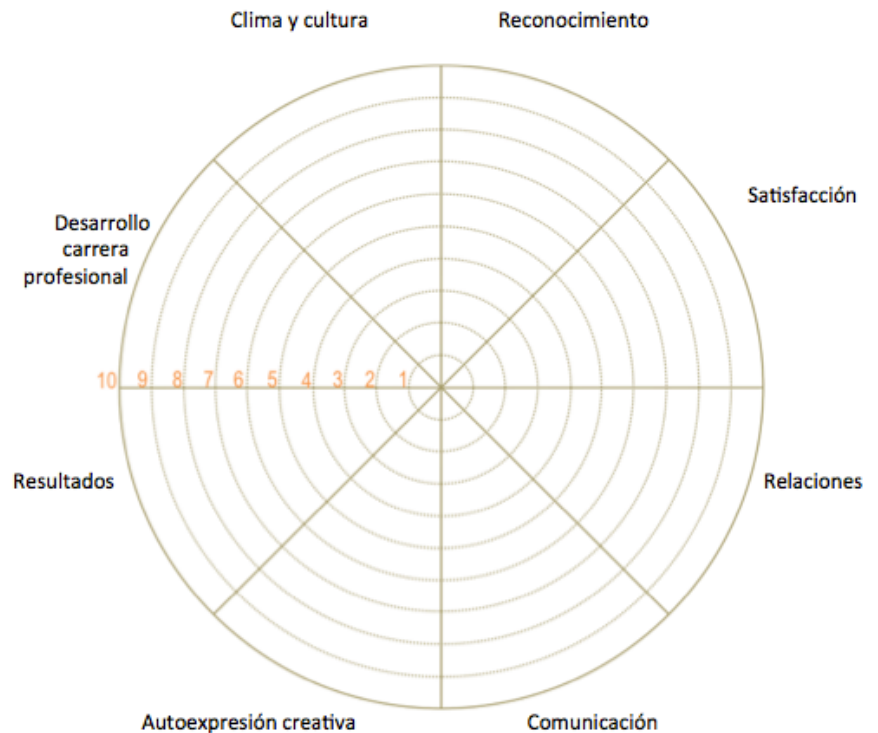 Clima y cultura
Reconocimiento
Satisfacción
Desarrollo
carrera
profesional
10 9 8 7 6 5 4 3 2 1
Resultados
Relaciones
Autoexpresión creativa
Comunicación